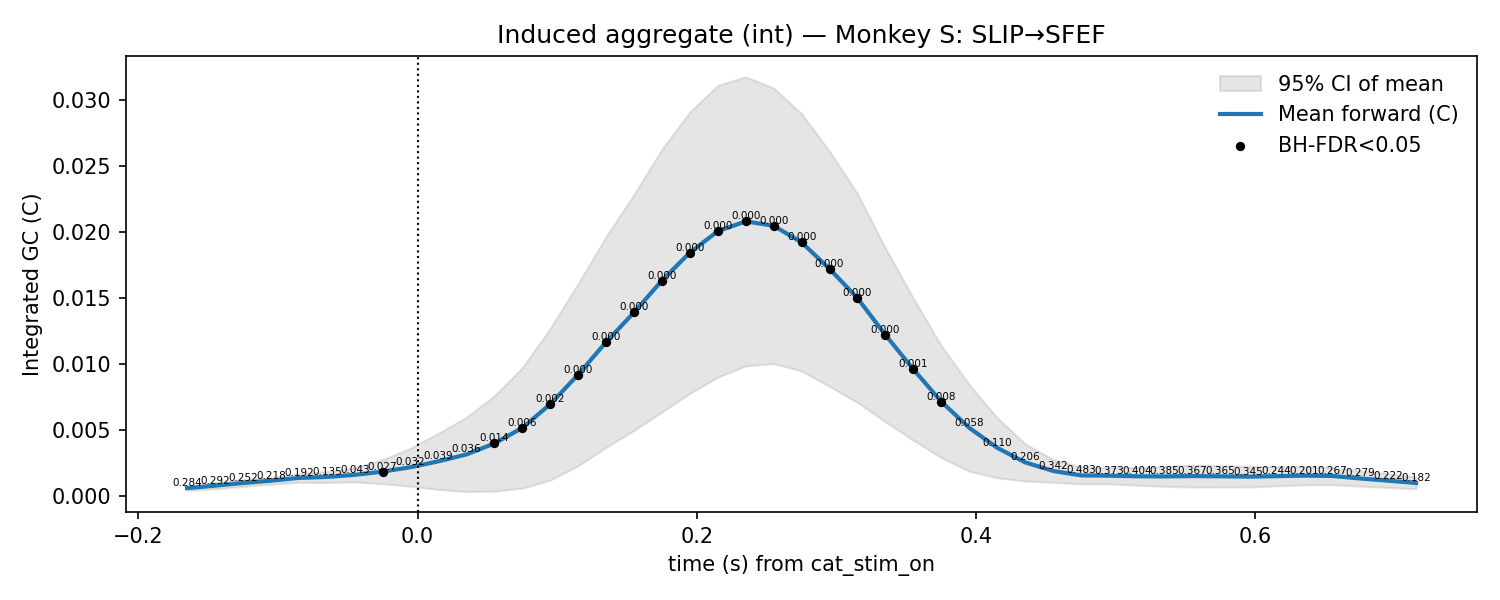 Induced aggregate (int) — Monkey S: SLIP→SFEF
95% CI of mean
Mean forward (C)
BH-FDR<0.05
Integrated GC (C)
0.030
0.025
0.020
0.015
0.010
0.005
0.000
0.284 0.292 0.252 0.218 0.192 0.135 0.043 0.027 0.032 0.039 0.036 0.014 0.006 0.002 0.000 0.000 0.000 0.000 0.000 0.000 0.000 0.000 0.000 0.000 0.000 0.000 0.001 0.008 0.058 0.110 0.206 0.342 0.483 0.373 0.404 0.385 0.367 0.365 0.345 0.244 0.201 0.267 0.279 0.222 0.182
−0.2 0.0 0.2 0.4 0.6
time (s) from cat_stim_on